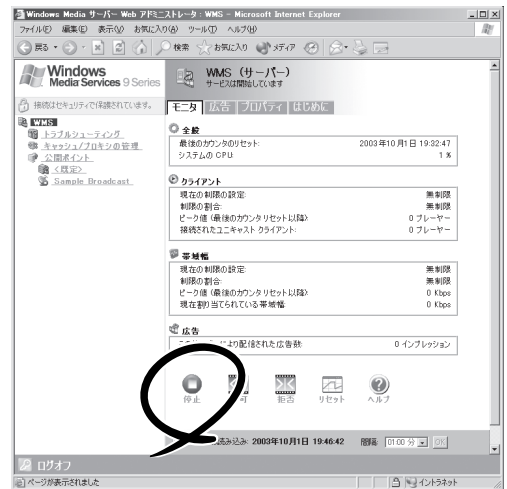 Windows Media サーバー Web アドミニストレータ : WMS - Microsoft Internet Explorer
ファイル(F) 編集(E) 表示(V) お気に入り(A) ツール(T) ヘルプ(H)
戻る 検索 お気に入り メディア
Windows
Media Services 9 Series
WMS (サーバー)
サービスは開始しています
接続はセキュリティで保護されていません。
モニタ 広告 プロパティ はじめに
WMS
トラブルシューティング
キャッシュ/プロキシの管理
公開ポイント
<既定>
Sample Broadcast
全般
最後のカウンタのリセット: 2003年10月1日 19:32:47
システムの CPU: 1 %
クライアント
現在の制限の設定: 無制限
制限の割合: 無制限
ピーク値 (最後のカウンタリセット以降): 0 プレーヤー
接続されたユニキャスト クライアント: 0 プレーヤー
帯域幅
現在の制限の設定: 無制限
制限の割合: 無制限
ピーク値 (最後のカウンタリセット以降): 0 Kbps
現在割り当てられている帯域幅: 0 Kbps
広告
により配信された広告数: 0 インプレッション
停止 可 拒否 リセット ヘルプ
読み込み: 2003年10月1日 19:46:42 間隔: 01:00 分 OK
ログオフ
ページが表示されました イントラネット